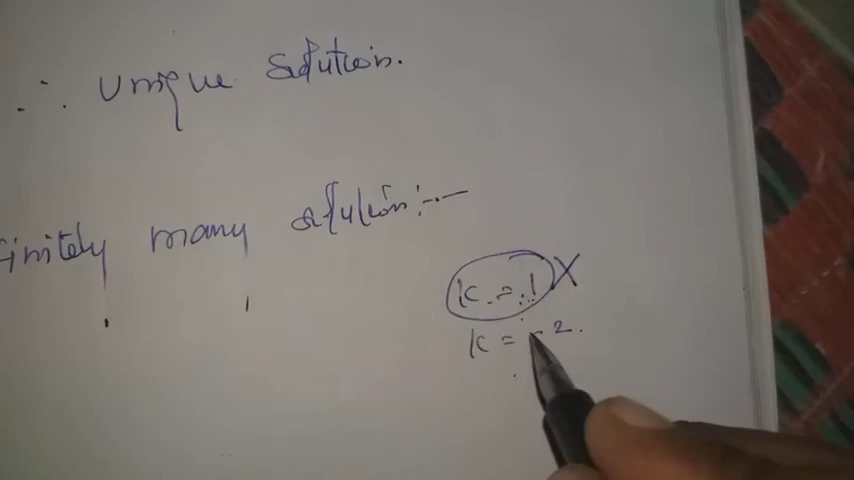 ∴ Unique solution.
finitely many solution:-
k = 1 X
k = -2.